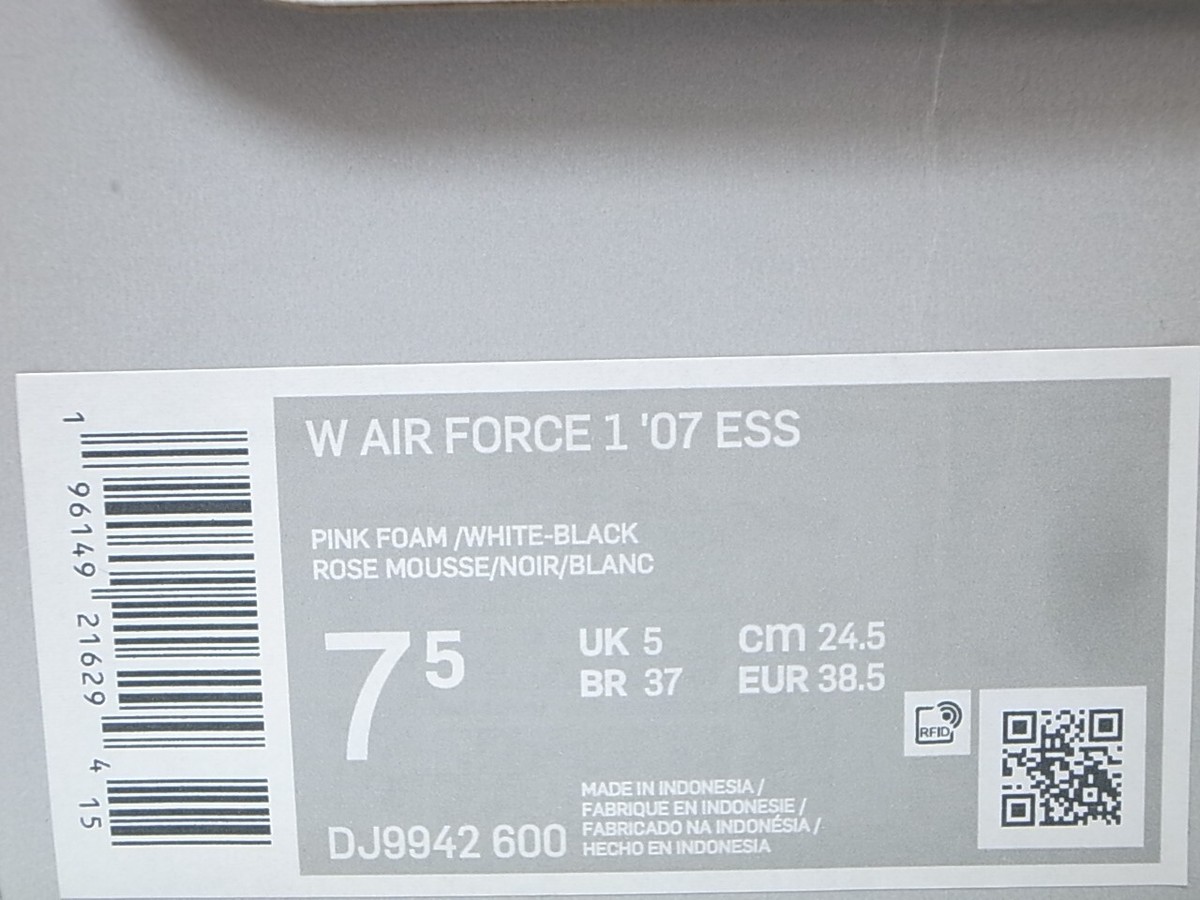 W AIR FORCE 1 '07 ESS
PINK FOAM /WHITE-BLACK
ROSE MOUSSE/NOIR/BLANC
7 5
UK 5
cm 24.5
BR 37
EUR 38.5
RFID
MADE IN INDONESIA /
FABRIQUE EN INDONESIE /
FABRICADO NA INDONÉSIA /
HECHO EN INDONESIA
DJ9942 600
1 96149 21629 4 15